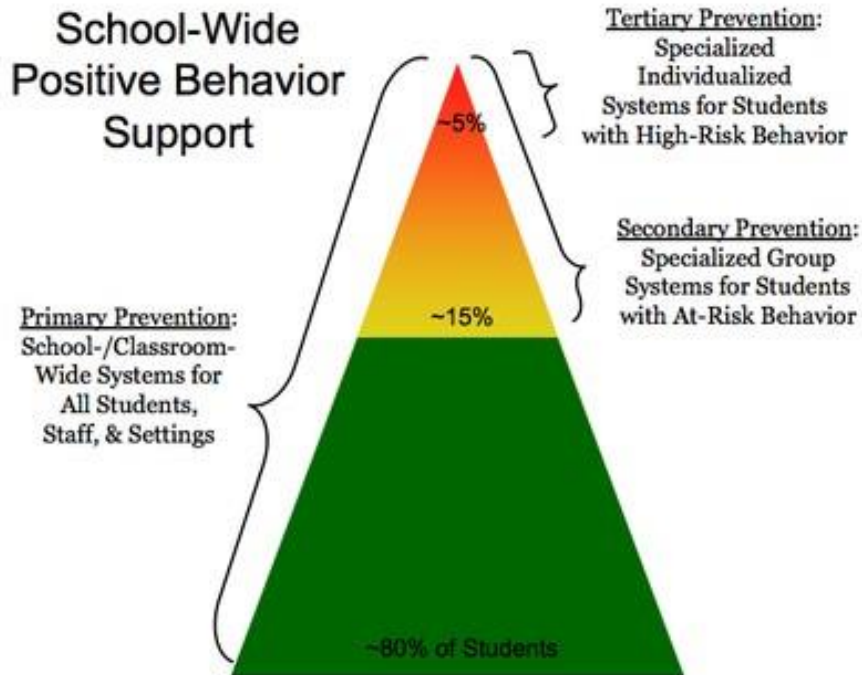 School-Wide
Positive Behavior
Support
Tertiary Prevention:
Specialized
Individualized
Systems for Students
with High-Risk Behavior
~5%
Secondary Prevention:
Specialized Group
Systems for Students
with At-Risk Behavior
~15%
Primary Prevention:
School-/Classroom-
Wide Systems for
All Students,
Staff, & Settings
~80% of Students